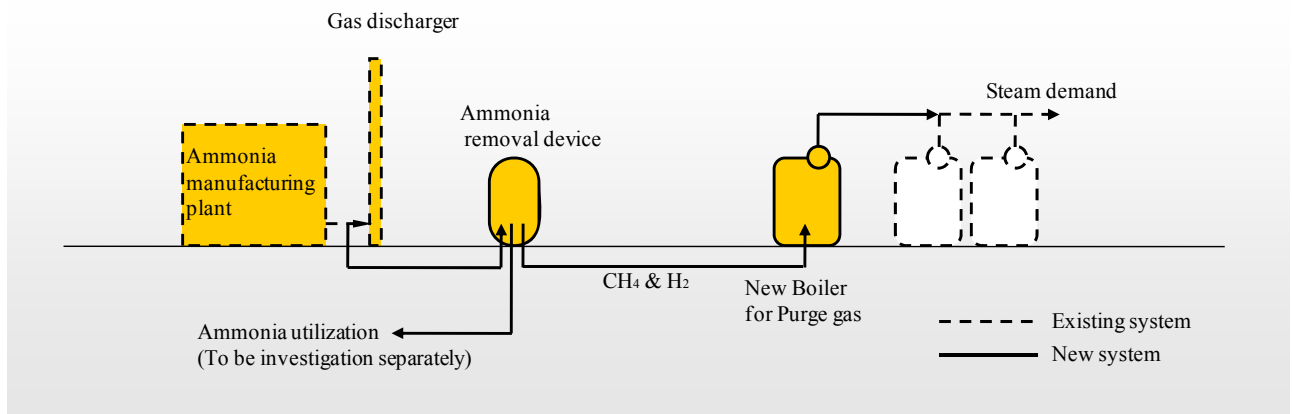 Gas discharger
Steam demand
Ammonia
removal device
Ammonia
manufacturing
plant
CH₄ & H₂
New Boiler
for Purge gas
Ammonia utilization
(To be investigation separately)
Existing system
New system